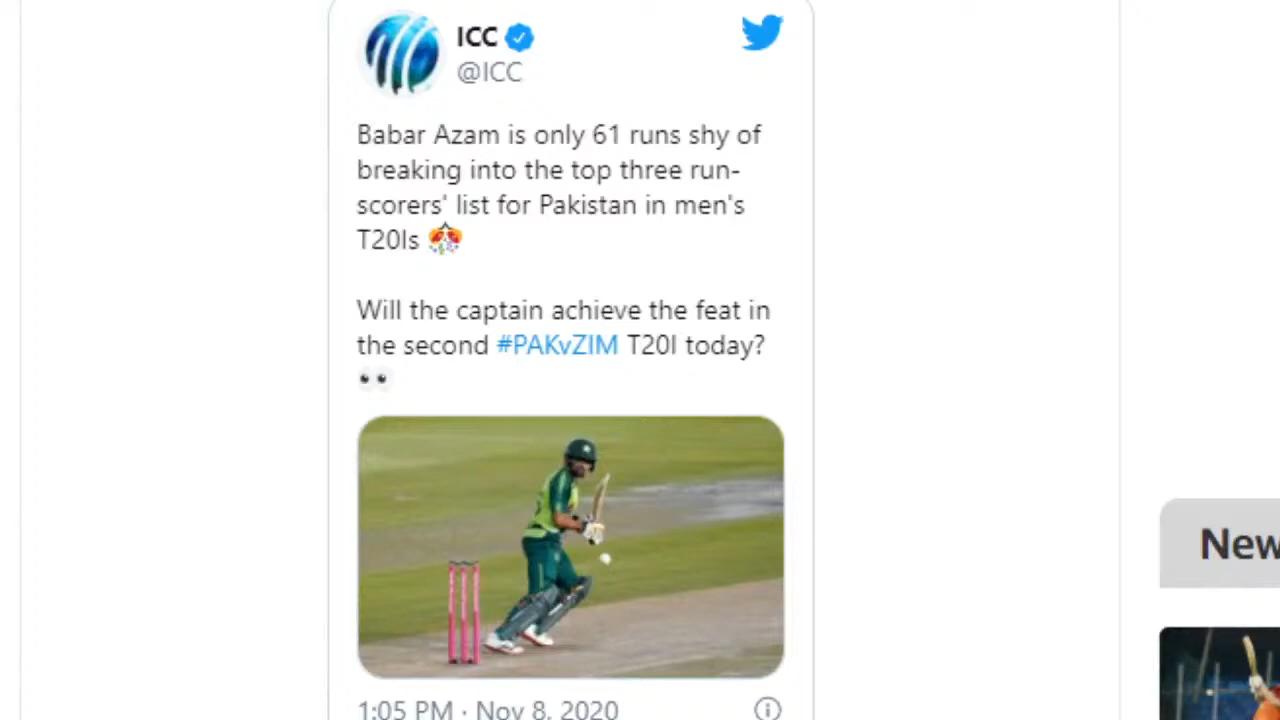 ICC
@ICC
Babar Azam is only 61 runs shy of
breaking into the top three run-
scorers' list for Pakistan in men's
T20Is
Will the captain achieve the feat in
the second #PAKvZIM T20I today?
👀
1:05 PM · Nov 8, 2020
New